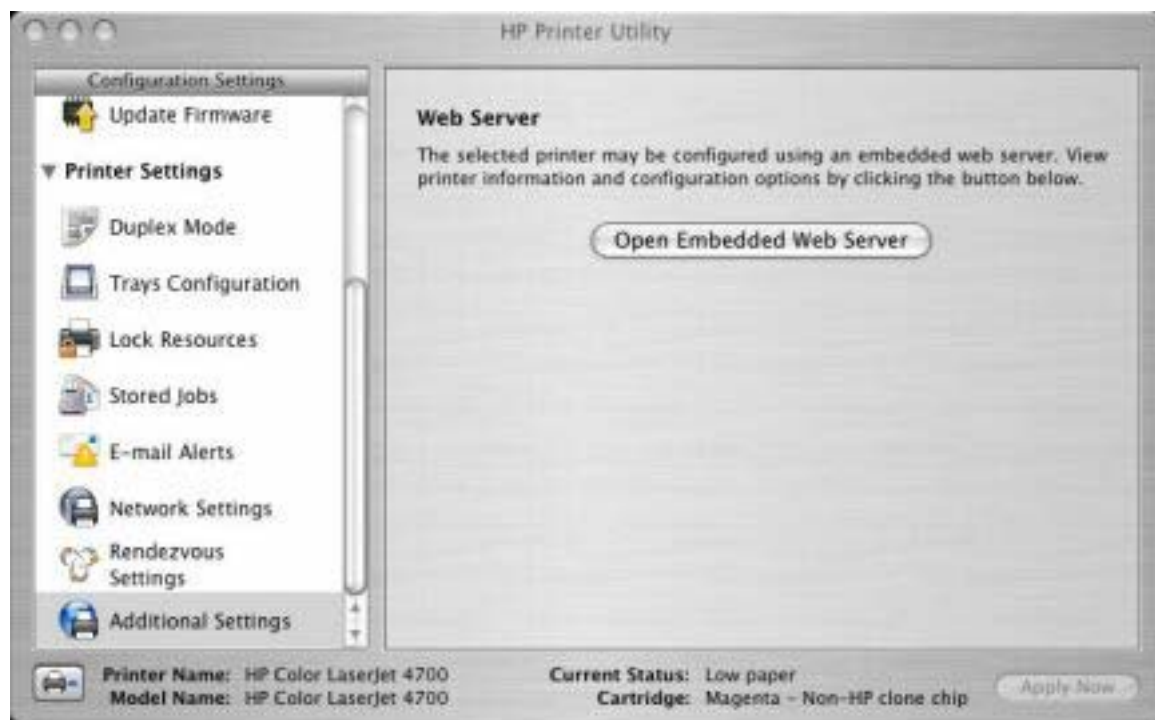 HP Printer Utility
Configuration Settings
Update Firmware
Printer Settings
Duplex Mode
Trays Configuration
Lock Resources
Stored Jobs
E-mail Alerts
Network Settings
Rendezvous
Settings
Additional Settings
Web Server
The selected printer may be configured using an embedded web server. View
printer information and configuration options by clicking the button below.
Open Embedded Web Server
Printer Name: HP Color LaserJet 4700
Model Name: HP Color LaserJet 4700
Current Status: Low paper
Cartridge: Magenta - Non-HP clone chip
Apply Now